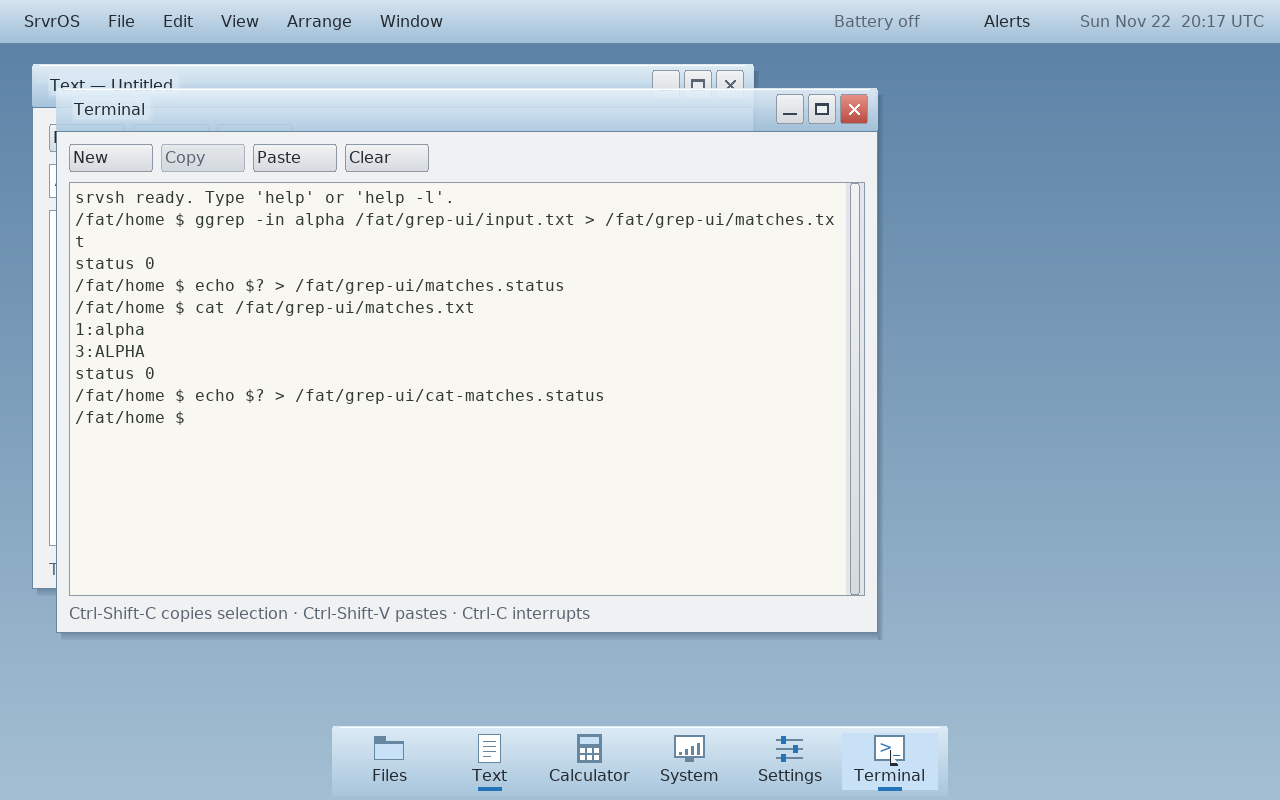 SrvrOS File Edit View Arrange Window Battery off Alerts Sun Nov 22 20:17 UTC
Text — Untitled
Terminal
New Copy Paste Clear
srvsh ready. Type 'help' or 'help -l'.
/fat/home $ ggrep -in alpha /fat/grep-ui/input.txt > /fat/grep-ui/matches.tx
t
status 0
/fat/home $ echo $? > /fat/grep-ui/matches.status
/fat/home $ cat /fat/grep-ui/matches.txt
1:alpha
3:ALPHA
status 0
/fat/home $ echo $? > /fat/grep-ui/cat-matches.status
/fat/home $
Ctrl-Shift-C copies selection · Ctrl-Shift-V pastes · Ctrl-C interrupts
Files Text Calculator System Settings Terminal